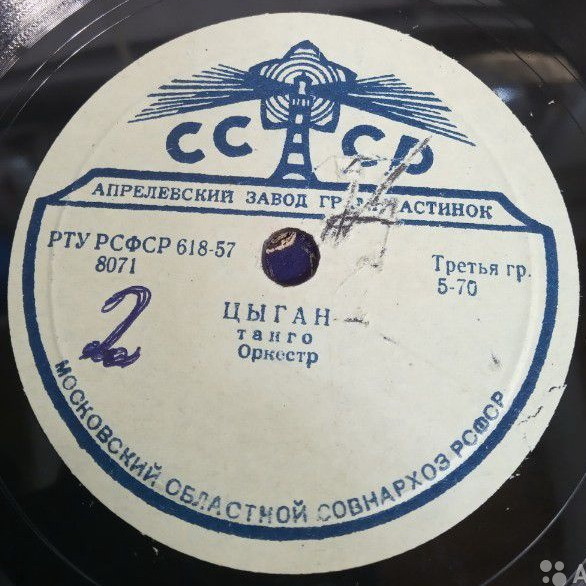 СССР
АПРЕЛЕВСКИЙ ЗАВОД ГРАМПЛАСТИНОК
РТУ РСФСР 618-57
8071
Третья гр.
5-70
2
ЦЫГАН
танго
Оркестр
МОСКОВСКИЙ ОБЛАСТНОЙ СОВНАРХОЗ РСФСР